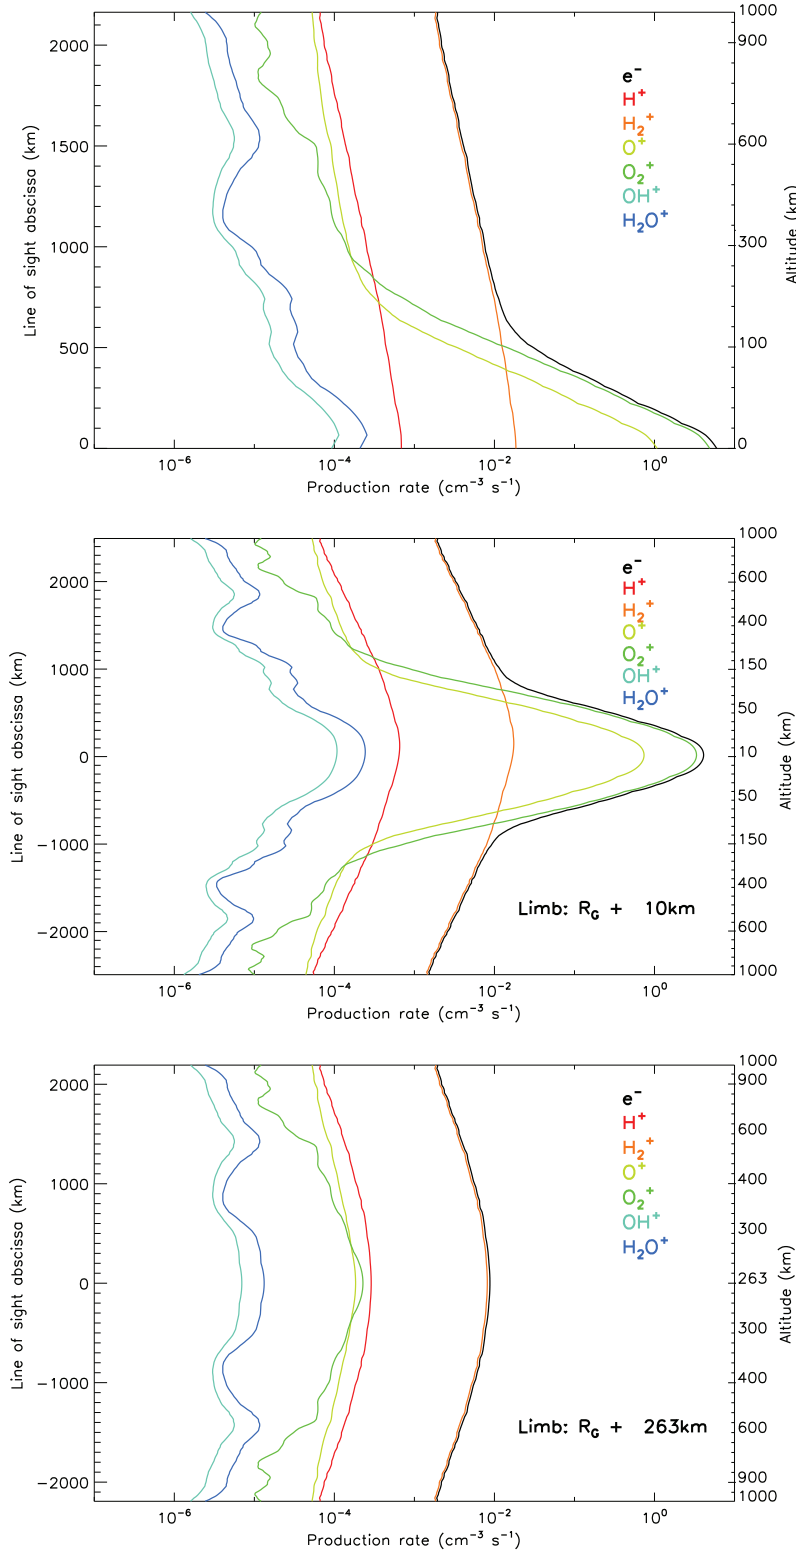 1000
2000
900
e⁻
H⁺
H₂⁺
O⁺
O₂⁺
OH⁺
H₂O⁺
1500
600
1000
300
500
100
0
0
Line of sight abscissa (km)
Altitude (km)
10⁻⁶
10⁻⁴
10⁻²
10⁰
Production rate (cm⁻³ s⁻¹)
1000
2000
600
e⁻
H⁺
H₂⁺
O⁺
O₂⁺
OH⁺
H₂O⁺
400
1000
150
50
0
10
50
−1000
150
400
−2000
600
1000
Line of sight abscissa (km)
Altitude (km)
Limb: R_G + 10km
10⁻⁶
10⁻⁴
10⁻²
10⁰
Production rate (cm⁻³ s⁻¹)
1000
2000
900
e⁻
H⁺
H₂⁺
O⁺
O₂⁺
OH⁺
H₂O⁺
600
1000
400
300
0
263
300
−1000
400
600
−2000
900
1000
Line of sight abscissa (km)
Altitude (km)
Limb: R_G + 263km
10⁻⁶
10⁻⁴
10⁻²
10⁰
Production rate (cm⁻³ s⁻¹)